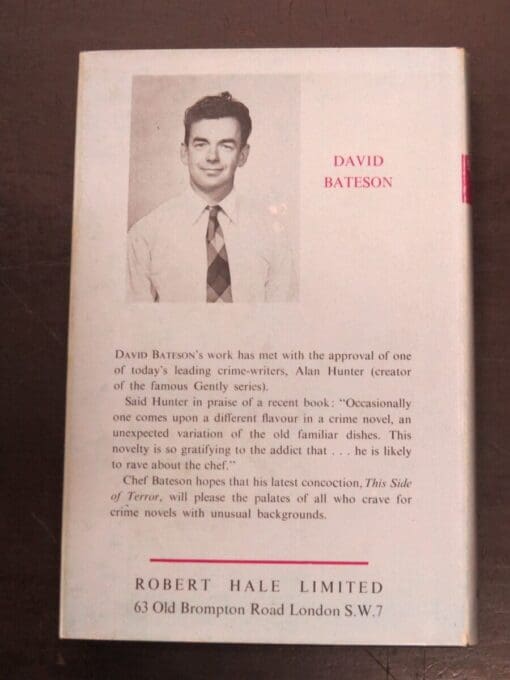 DAVID
BATESON
DAVID BATESON'S work has met with the approval of one
of today's leading crime-writers, Alan Hunter (creator
of the famous Gently series).
Said Hunter in praise of a recent book: "Occasionally
one comes upon a different flavour in a crime novel, an
unexpected variation of the old familiar dishes. This
novelty is so gratifying to the addict that . . . he is likely
to rave about the chef."
Chef Bateson hopes that his latest concoction, This Side
of Terror, will please the palates of all who crave for
crime novels with unusual backgrounds.
ROBERT HALE LIMITED
63 Old Brompton Road London S.W.7